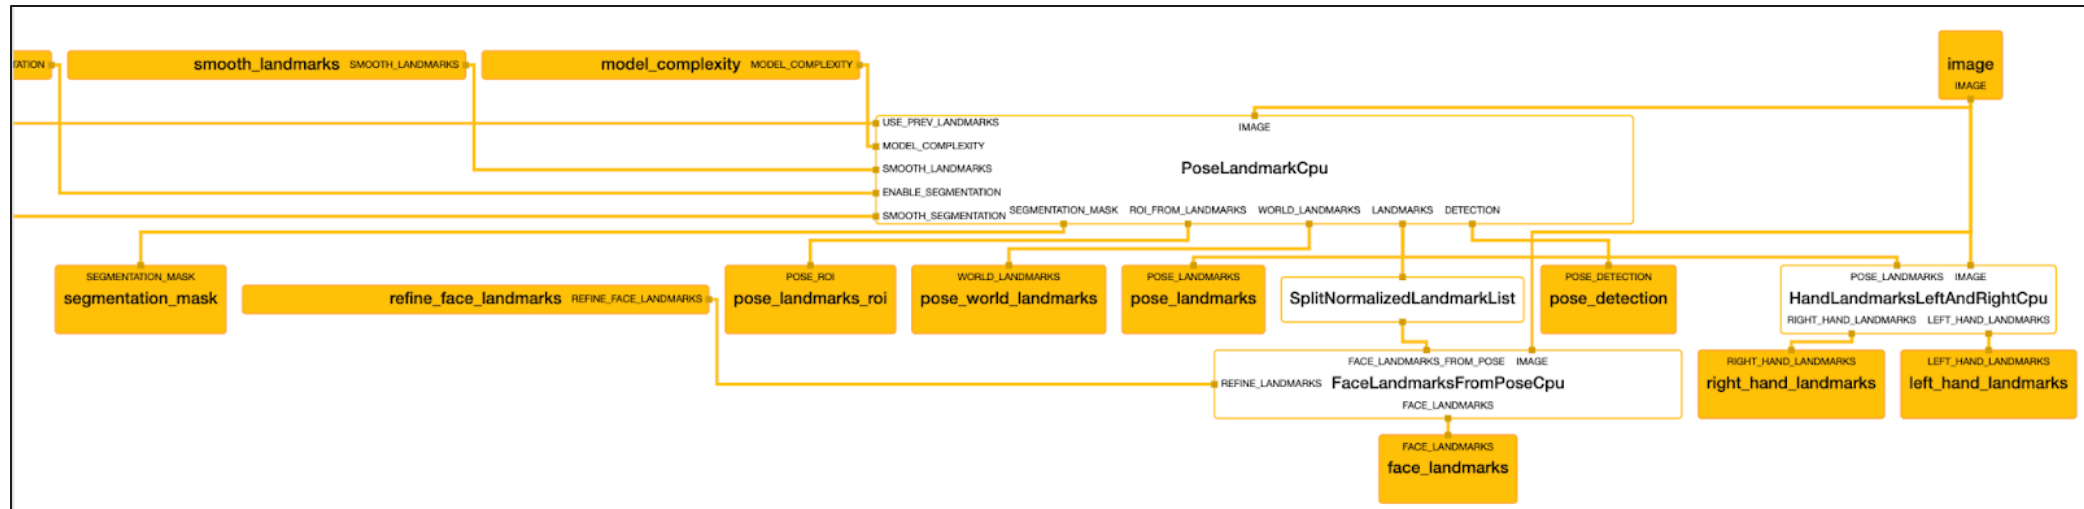 smooth_landmarks SMOOTH_LANDMARKS
model_complexity MODEL_COMPLEXITY
image
IMAGE
USE_PREV_LANDMARKS
IMAGE
MODEL_COMPLEXITY
PoseLandmarkCpu
SMOOTH_LANDMARKS
ENABLE_SEGMENTATION
SMOOTH_SEGMENTATION
SEGMENTATION_MASK ROI_FROM_LANDMARKS WORLD_LANDMARKS LANDMARKS DETECTION
SEGMENTATION_MASK
segmentation_mask
refine_face_landmarks REFINE_FACE_LANDMARKS
POSE_ROI
pose_landmarks_roi
WORLD_LANDMARKS
pose_world_landmarks
POSE_LANDMARKS
pose_landmarks
SplitNormalizedLandmarkList
POSE_DETECTION
pose_detection
POSE_LANDMARKS IMAGE
HandLandmarksLeftAndRightCpu
RIGHT_HAND_LANDMARKS LEFT_HAND_LANDMARKS
FACE_LANDMARKS_FROM_POSE IMAGE
REFINE_LANDMARKS FaceLandmarksFromPoseCpu
FACE_LANDMARKS
RIGHT_HAND_LANDMARKS
right_hand_landmarks
LEFT_HAND_LANDMARKS
left_hand_landmarks
FACE_LANDMARKS
face_landmarks